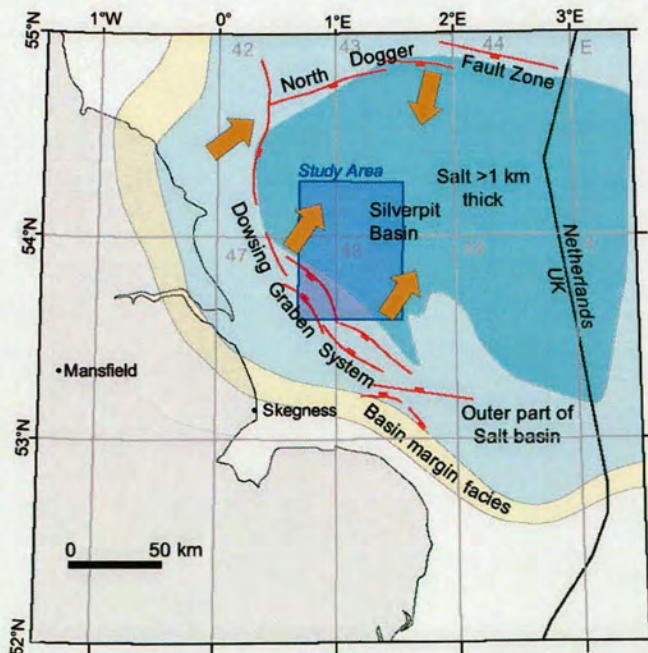 1°W 0° 1°E 2°E 3°E
55°N
42 43 44 E
North Dogger Fault Zone
Study Area
Salt >1 km
thick
Silverpit
Basin
54°N
47 48 49
Dowsing Graben System
Netherlands
UK
Mansfield
Skegness
Outer part of
Salt basin
53°N
Basin margin facies
0 50 km
52°N